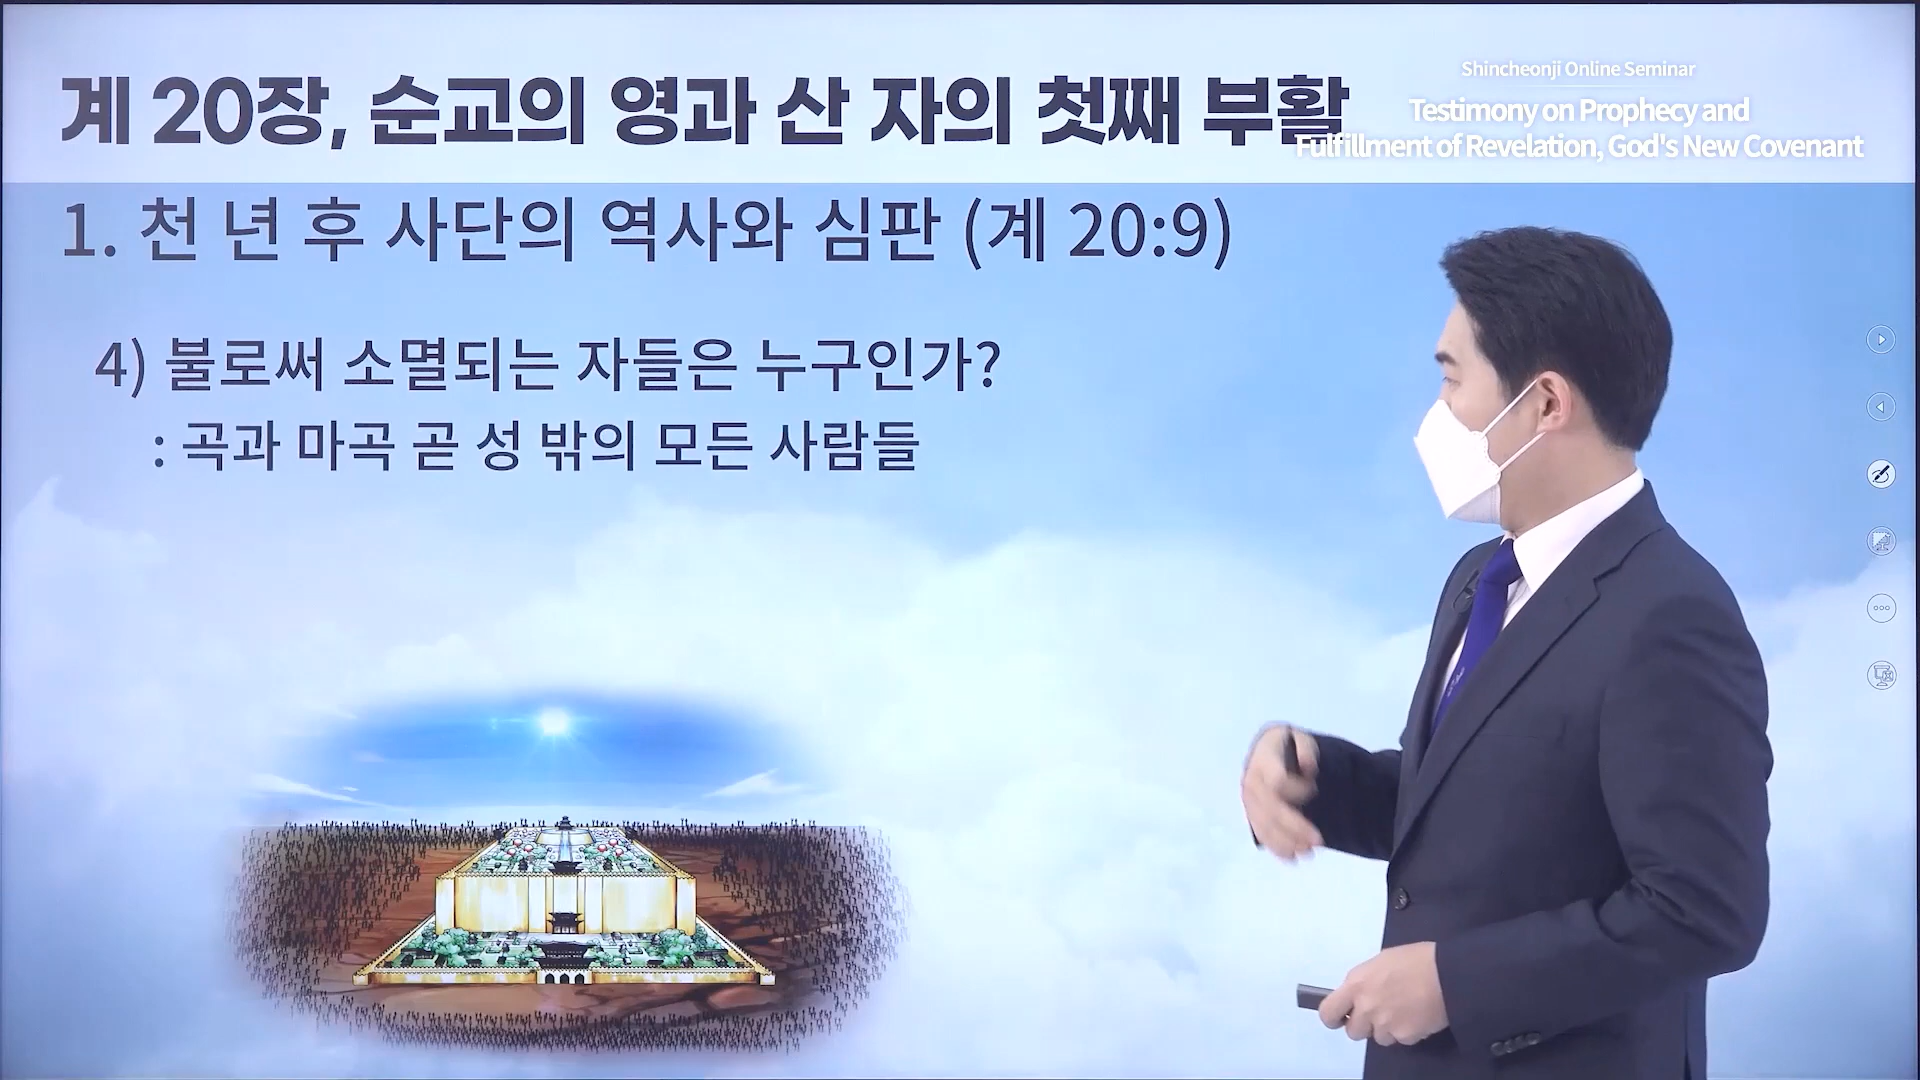 계 20장, 순교의 영과 산 자의 첫째 부활
Shincheonji Online Seminar
Testimony on Prophecy and
Fulfillment of Revelation, God's New Covenant
1. 천 년 후 사단의 역사와 심판 (계 20:9)
4) 불로써 소멸되는 자들은 누구인가?
: 곡과 마곡 곧 성 밖의 모든 사람들